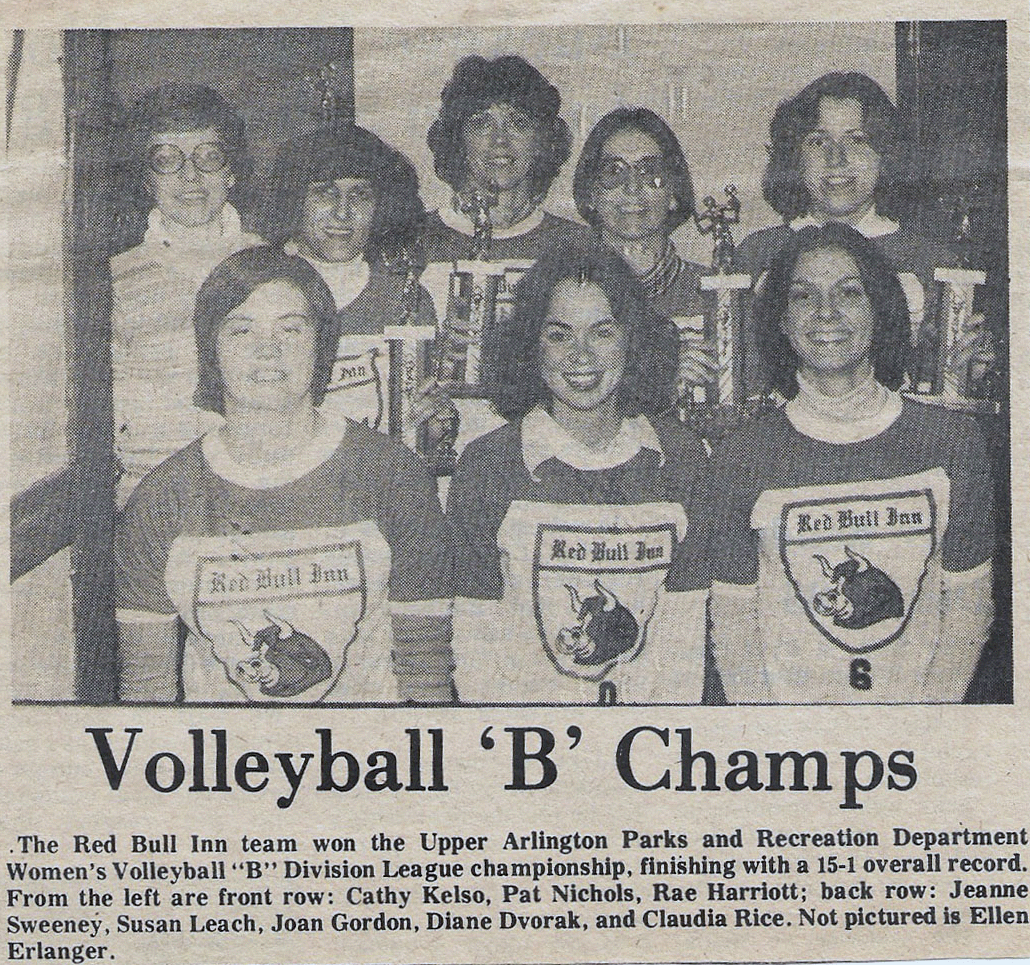 Inn
Red Bull Inn
Red Bull Inn
Red Bull Inn
0
6
Volleyball ‘B’ Champs
.The Red Bull Inn team won the Upper Arlington Parks and Recreation Department
Women's Volleyball "B" Division League championship, finishing with a 15-1 overall record.
From the left are front row: Cathy Kelso, Pat Nichols, Rae Harriott; back row: Jeanne
Sweeney, Susan Leach, Joan Gordon, Diane Dvorak, and Claudia Rice. Not pictured is Ellen
Erlanger.